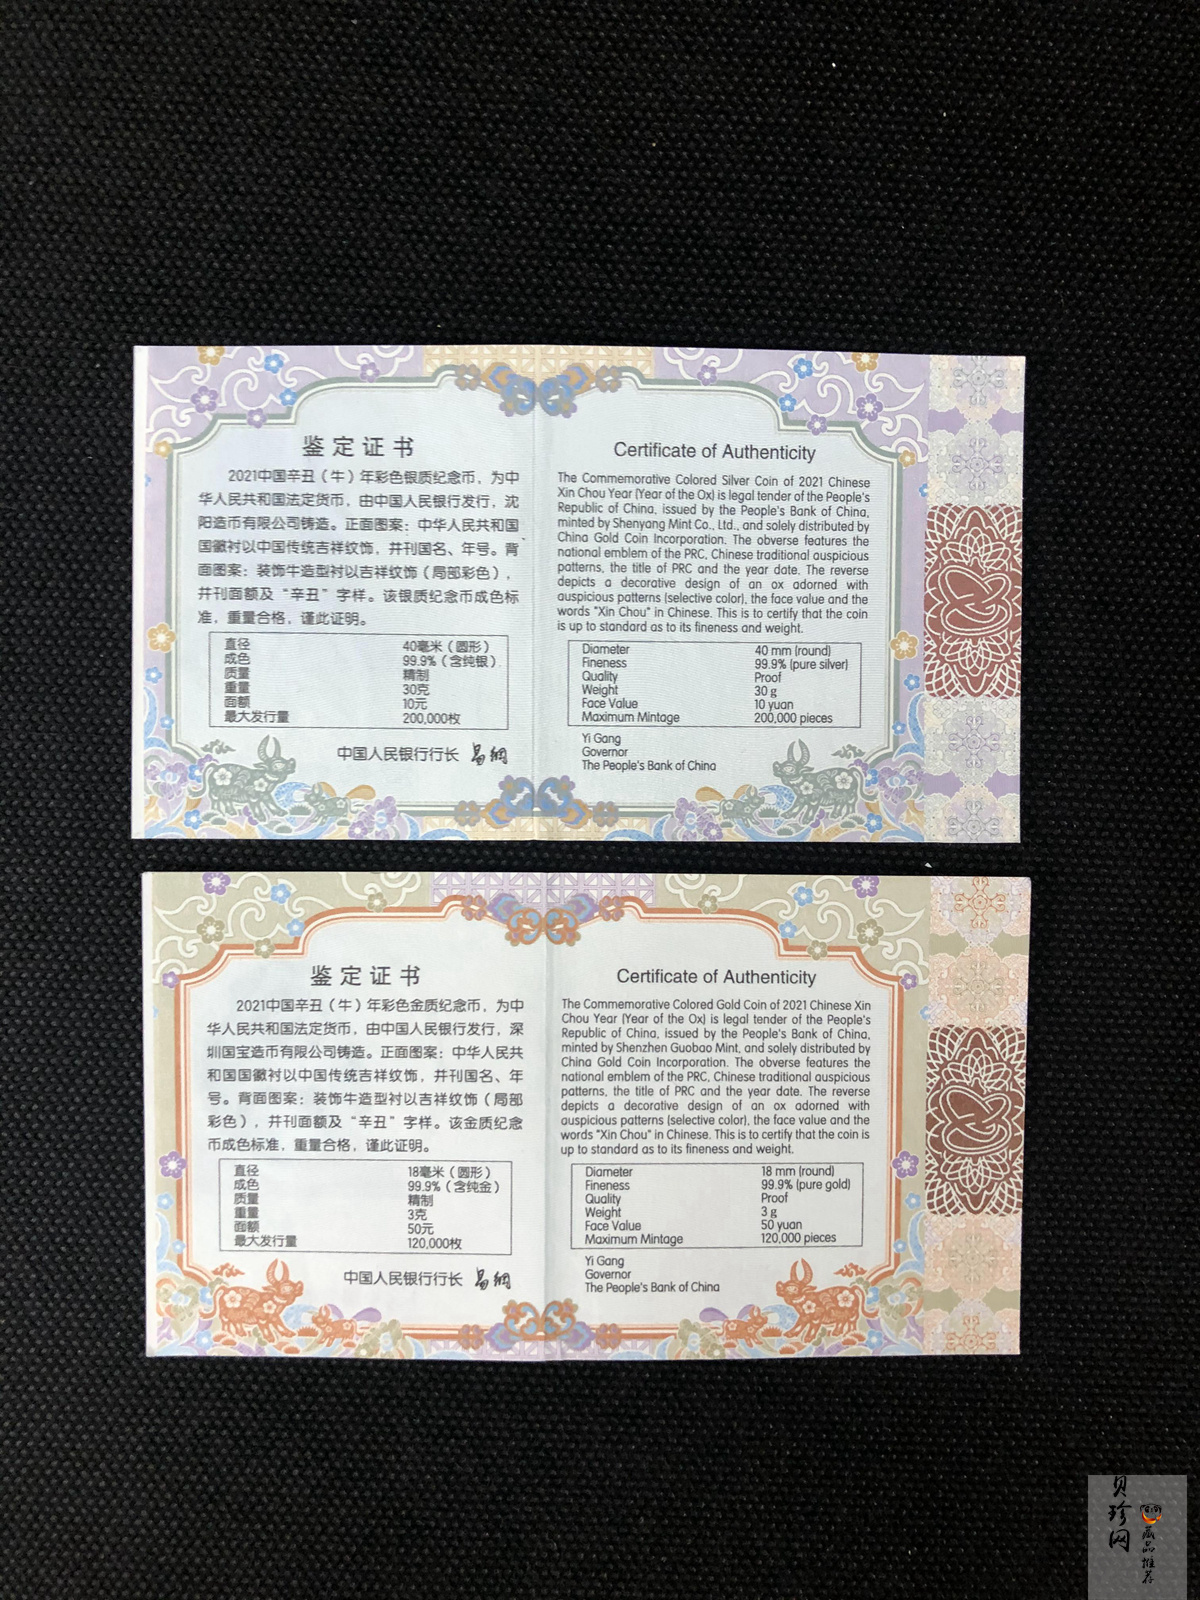 鉴定证书
2021中国辛丑（牛）年彩色银质纪念币，为中
华人民共和国法定货币，由中国人民银行发行，沈
阳造币有限公司铸造。正面图案：中华人民共和国
国徽衬以中国传统吉祥纹饰，并刊国名、年号。背
面图案：装饰牛造型衬以吉祥纹饰（局部彩色），
并刊面额及“辛丑”字样。该银质纪念币成色标
准，重量合格，谨此证明。
直径 40毫米（圆形）
成色 99.9%（含纯银）
质量 精制
重量 30克
面额 10元
最大发行量 200,000枚
中国人民银行行长 易纲
Certificate of Authenticity
The Commemorative Colored Silver Coin of 2021 Chinese
Xin Chou Year (Year of the Ox) is legal tender of the People's
Republic of China, issued by the People's Bank of China,
minted by Shenyang Mint Co., Ltd., and solely distributed by
China Gold Coin Incorporation. The obverse features the
national emblem of the PRC, Chinese traditional auspicious
patterns, the title of PRC and the year date. The reverse
depicts a decorative design of an ox adorned with
auspicious patterns (selective color), the face value and the
words "Xin Chou" in Chinese. This is to certify that the coin
is up to standard as to its fineness and weight.
Diameter 40 mm (round)
Fineness 99.9% (pure silver)
Quality Proof
Weight 30 g
Face Value 10 yuan
Maximum Mintage 200,000 pieces
Yi Gang
Governor
The People's Bank of China
鉴定证书
2021中国辛丑（牛）年彩色金质纪念币，为中
华人民共和国法定货币，由中国人民银行发行，深
圳国宝造币有限公司铸造。正面图案：中华人民共
和国国徽衬以中国传统吉祥纹饰，并刊国名、年
号。背面图案：装饰牛造型衬以吉祥纹饰（局部
彩色），并刊面额及“辛丑”字样。该金质纪念
币成色标准，重量合格，谨此证明。
直径 18毫米（圆形）
成色 99.9%（含纯金）
质量 精制
重量 3克
面额 50元
最大发行量 120,000枚
中国人民银行行长 易纲
Certificate of Authenticity
The Commemorative Colored Gold Coin of 2021 Chinese Xin
Chou Year (Year of the Ox) is legal tender of the People's
Republic of China, issued by the People's Bank of China,
minted by Shenzhen Guobao Mint, and solely distributed by
China Gold Coin Incorporation. The obverse features the
national emblem of the PRC, Chinese traditional auspicious
patterns, the title of PRC and the year date. The reverse
depicts a decorative design of an ox adorned with
auspicious patterns (selective color), the face value and the
words "Xin Chou" in Chinese. This is to certify that the coin is
up to standard as to its fineness and weight.
Diameter 18 mm (round)
Fineness 99.9% (pure gold)
Quality Proof
Weight 3 g
Face Value 50 yuan
Maximum Mintage 120,000 pieces
Yi Gang
Governor
The People's Bank of China
贝珍网
藏品推荐